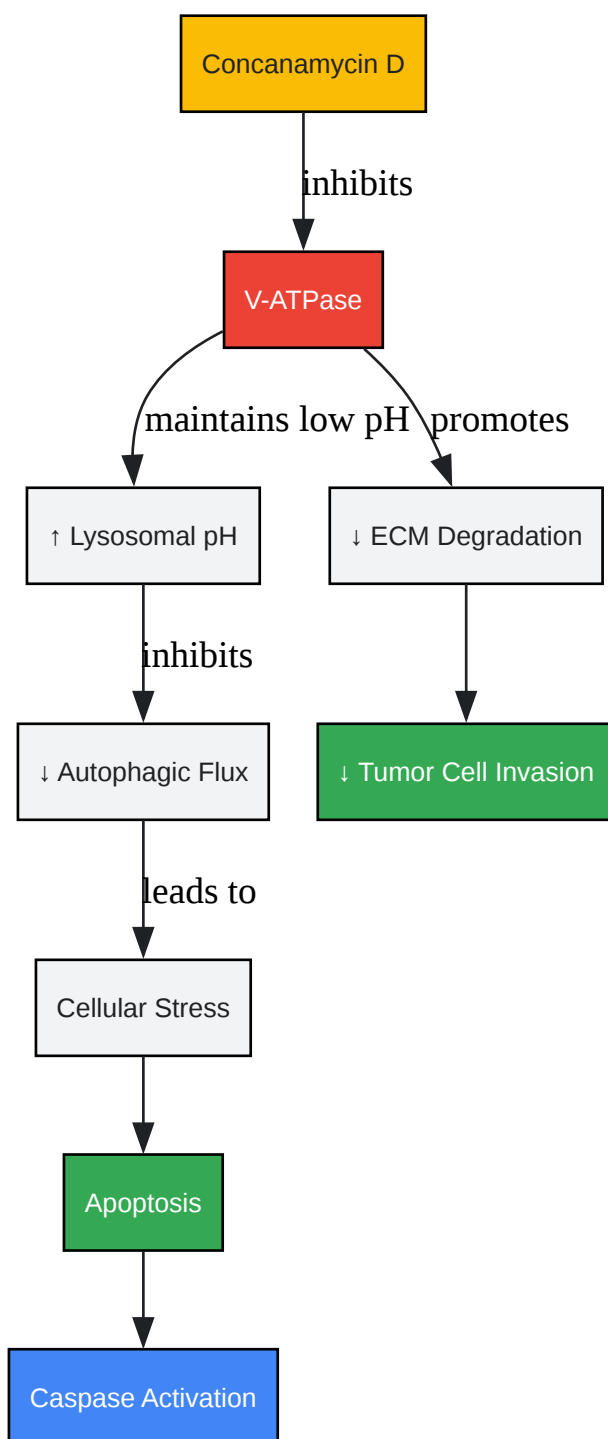 Concanamycin D
inhibits
V-ATPase
maintains low pH
promotes
↑ Lysosomal pH
↓ ECM Degradation
inhibits
↓ Autophagic Flux
↓ Tumor Cell Invasion
leads to
Cellular Stress
Apoptosis
Caspase Activation